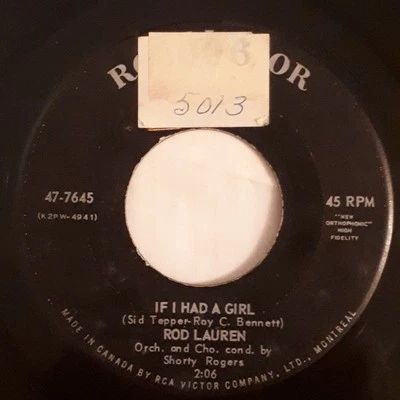 5013
47-7645
45 RPM
(K2PW-4941)
"NEW
ORTHOPHONIC"
HIGH
FIDELITY
IF I HAD A GIRL
(Sid Tepper-Roy C. Bennett)
ROD LAUREN
Orch. and Cho. cond. by
Shorty Rogers
2:06
MADE IN CANADA BY RCA VICTOR COMPANY, LTD., MONTREAL